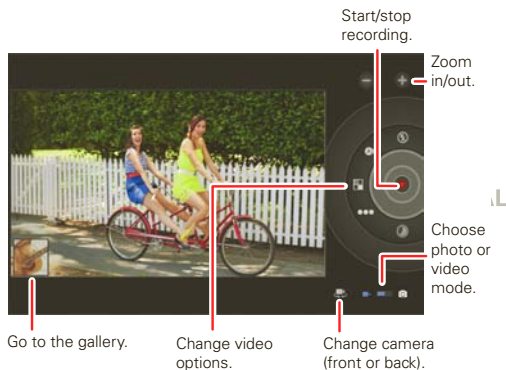 Start/stop
recording.
Zoom
in/out.
AL
Choose
photo or
video
mode.
Go to the gallery.
Change video
options.
Change camera
(front or back).